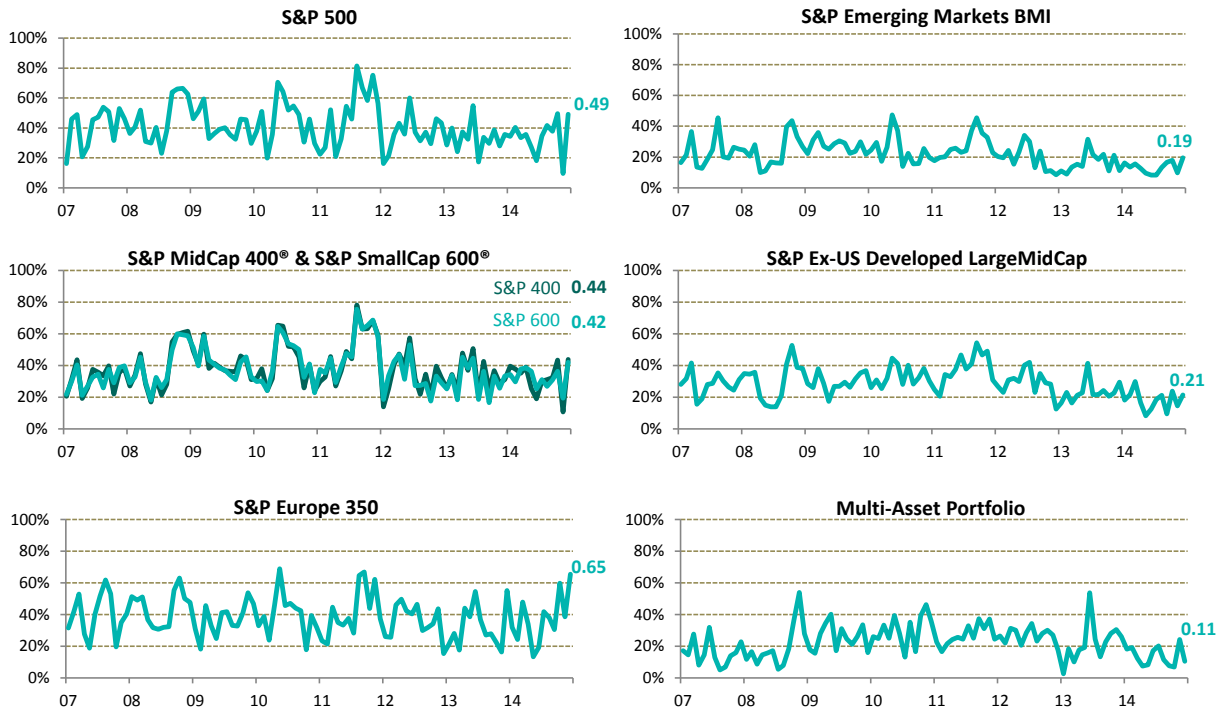 S&P 500
100%
80%
60%
40%
20%
0%
0.49
07 08 09 10 11 12 13 14
S&P Emerging Markets BMI
100%
80%
60%
40%
20%
0%
0.19
07 08 09 10 11 12 13 14
S&P MidCap 400® & S&P SmallCap 600®
100%
80%
60%
40%
20%
0%
S&P 400 0.44
S&P 600 0.42
07 08 09 10 11 12 13 14
S&P Ex-US Developed LargeMidCap
100%
80%
60%
40%
20%
0%
0.21
07 08 09 10 11 12 13 14
S&P Europe 350
100%
80%
60%
40%
20%
0%
0.65
07 08 09 10 11 12 13 14
Multi-Asset Portfolio
100%
80%
60%
40%
20%
0%
0.11
07 08 09 10 11 12 13 14